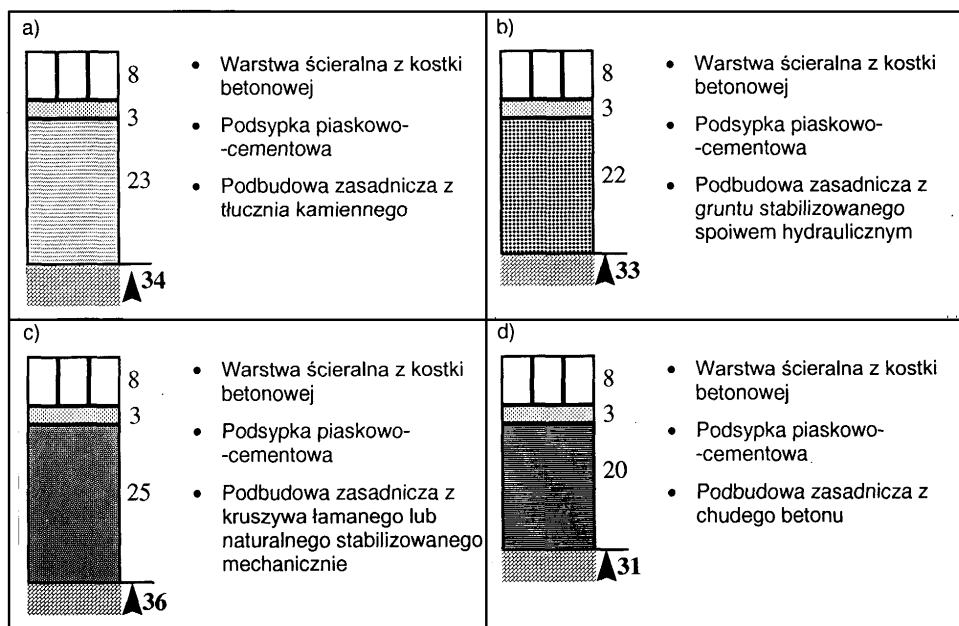 a)
8
3
23
34
• Warstwa ścieralna z kostki
betonowej
• Podsypka piaskowo-
-cementowa
• Podbudowa zasadnicza z
tłucznia kamiennego
b)
8
3
22
33
• Warstwa ścieralna z kostki
betonowej
• Podsypka piaskowo-
-cementowa
• Podbudowa zasadnicza z
gruntu stabilizowanego
spoiwem hydraulicznym
c)
8
3
25
36
• Warstwa ścieralna z kostki
betonowej
• Podsypka piaskowo-
-cementowa
• Podbudowa zasadnicza z
kruszywa łamanego lub
naturalnego stabilizowanego
mechanicznie
d)
8
3
20
31
• Warstwa ścieralna z kostki
betonowej
• Podsypka piaskowo-
-cementowa
• Podbudowa zasadnicza z
chudego betonu